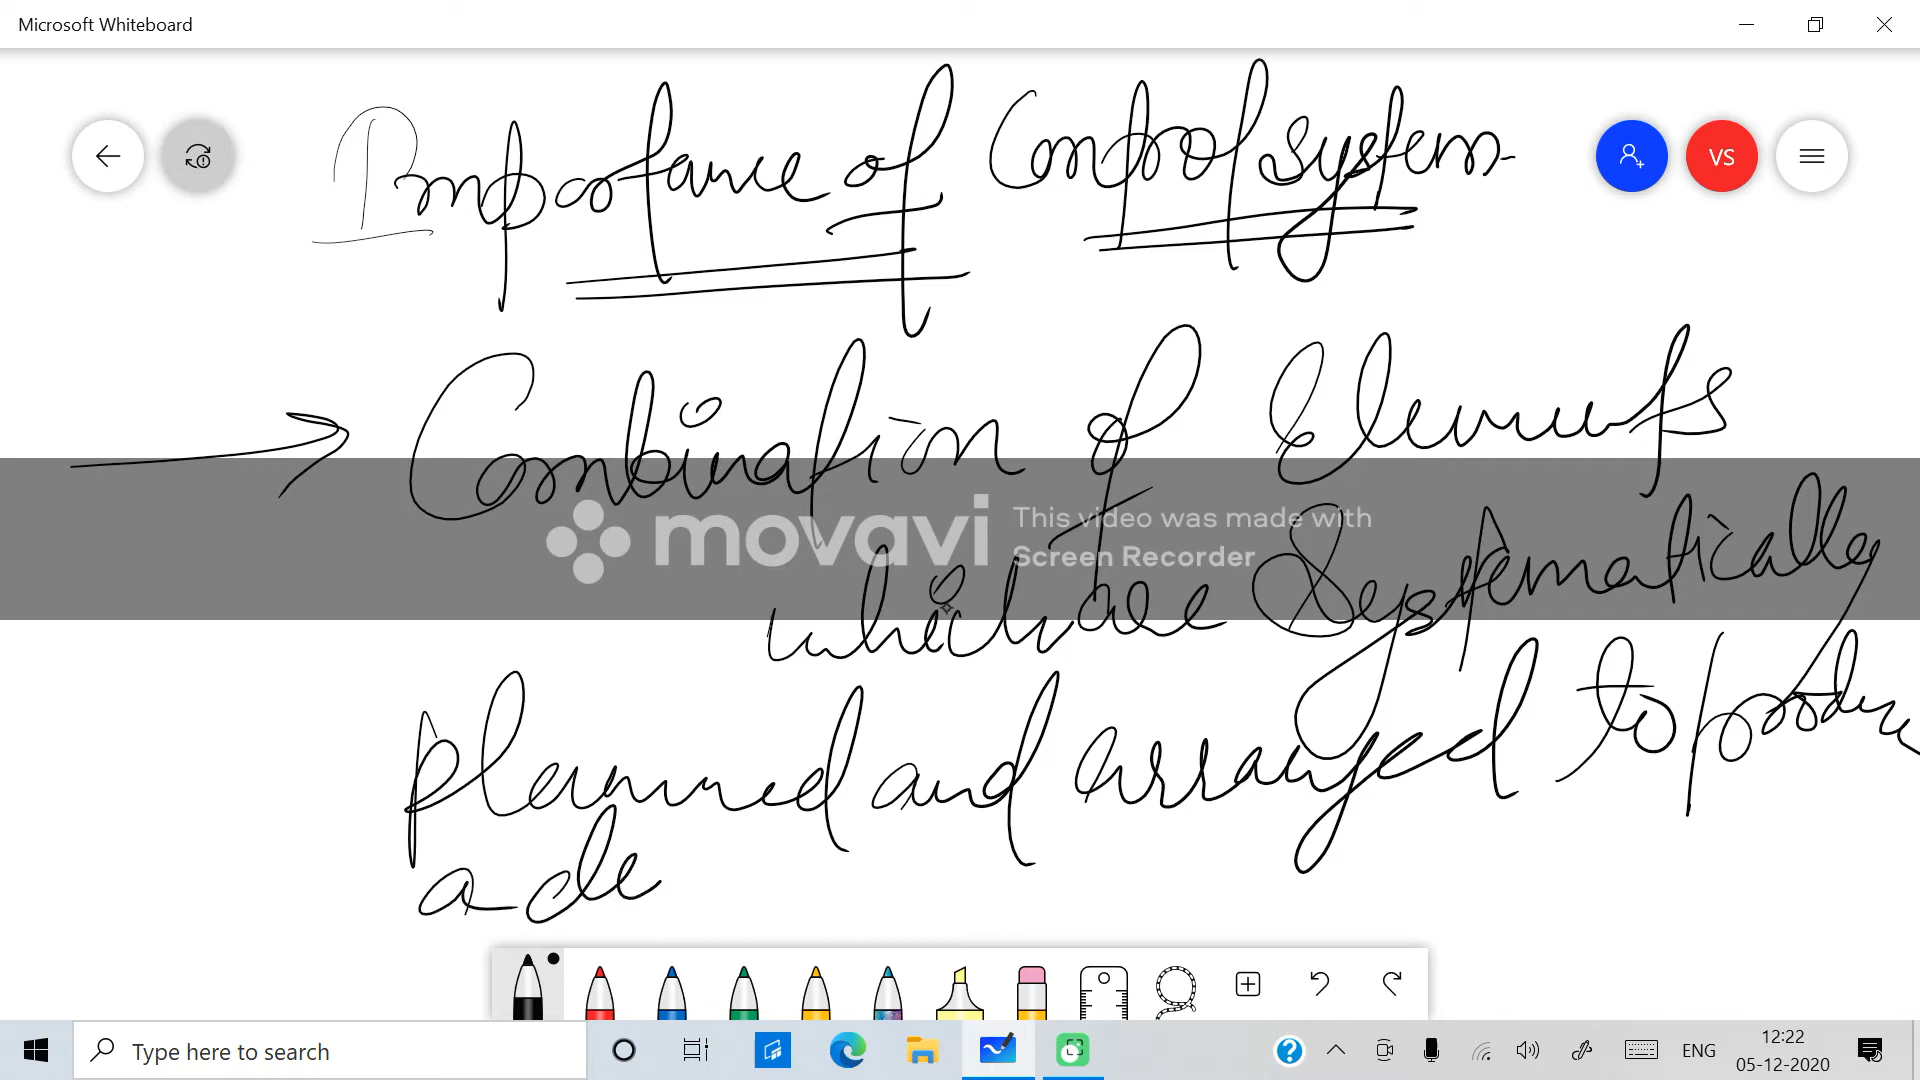 Microsoft Whiteboard
Importance of Control systems
VS
Combination of Elements
movavi This video was made with
Screen Recorder
which are Systematically
planned and arranged to produce
a de
Type here to search
ENG
12:22
05-12-2020